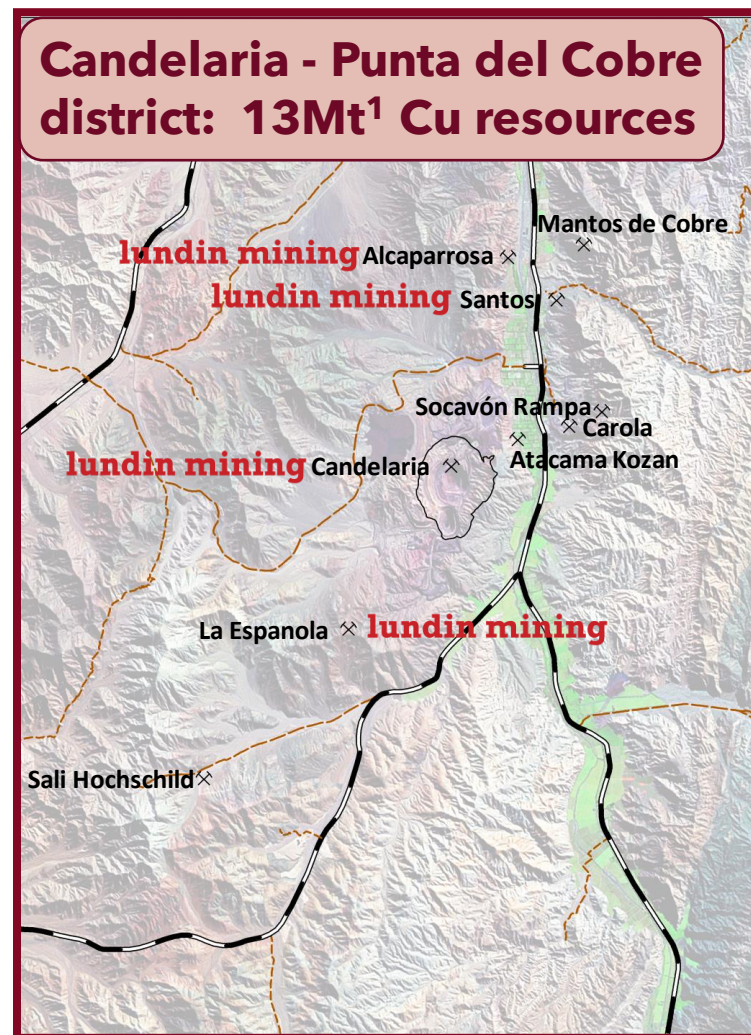 Candelaria - Punta del Cobre
district: 13Mt¹ Cu resources
Mantos de Cobre
lundin mining Alcaparrosa
lundin mining Santos
Socavón Rampa
Carola
Atacama Kozan
lundin mining Candelaria
La Espanola lundin mining
Sali Hochschild